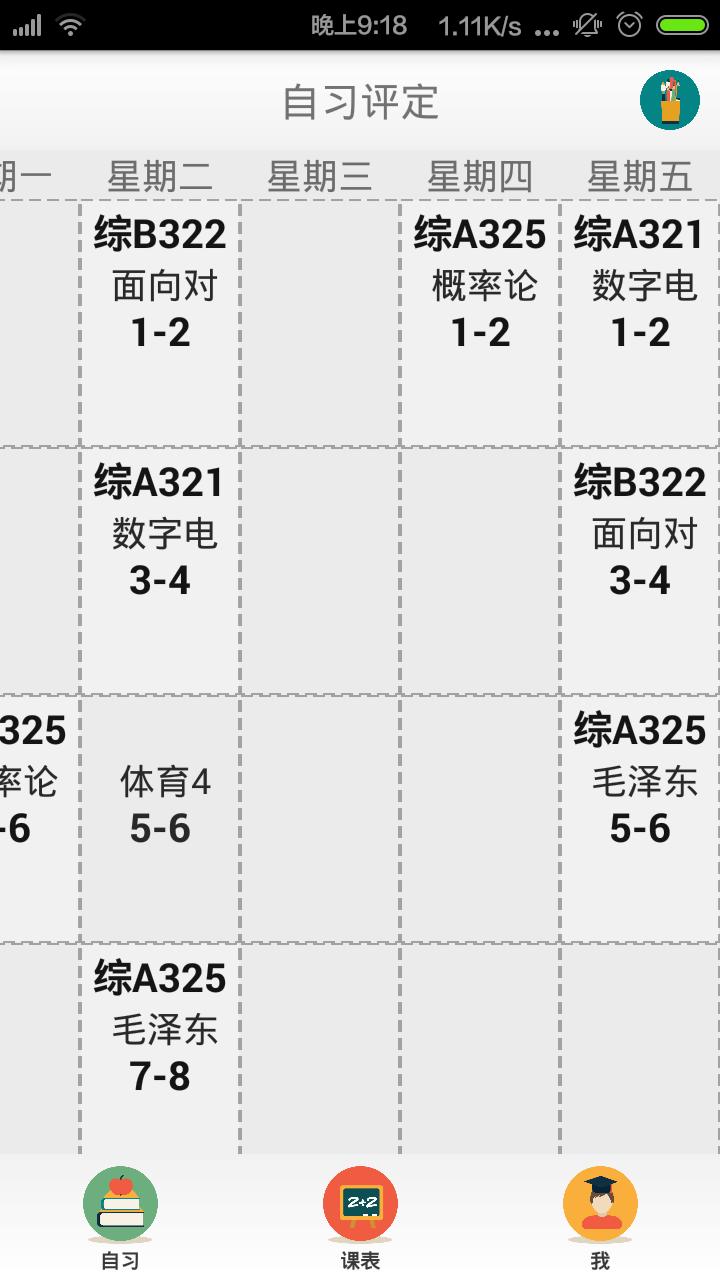 晚上9:18 1.11K/s ...
自习评定
期一 星期二 星期三 星期四 星期五
综B322 综A325 综A321
面向对 概率论 数字电
1-2 1-2 1-2
综A321 综B322
数字电 面向对
3-4 3-4
325 综A325
率论 体育4 毛泽东
-6 5-6 5-6
综A325
毛泽东
7-8
2+2
自习 课表 我